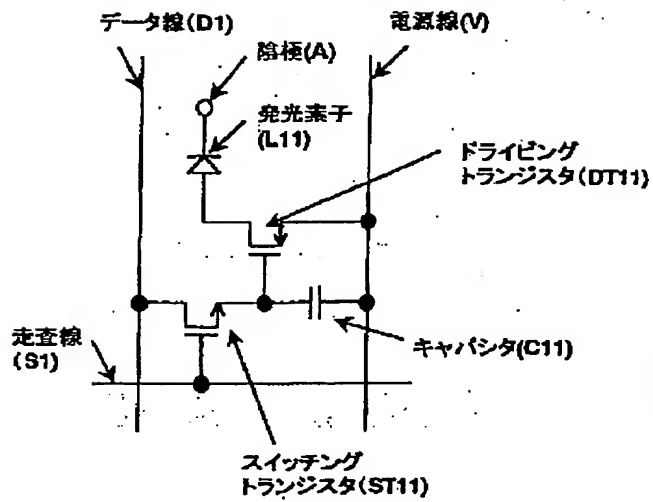 データ線(D1)
電源線(V)
陰極(A)
発光素子
(L11)
ドライビング
トランジスタ(DT11)
走査線
(S1)
キャパシタ(C11)
スイッチング
トランジスタ(ST11)